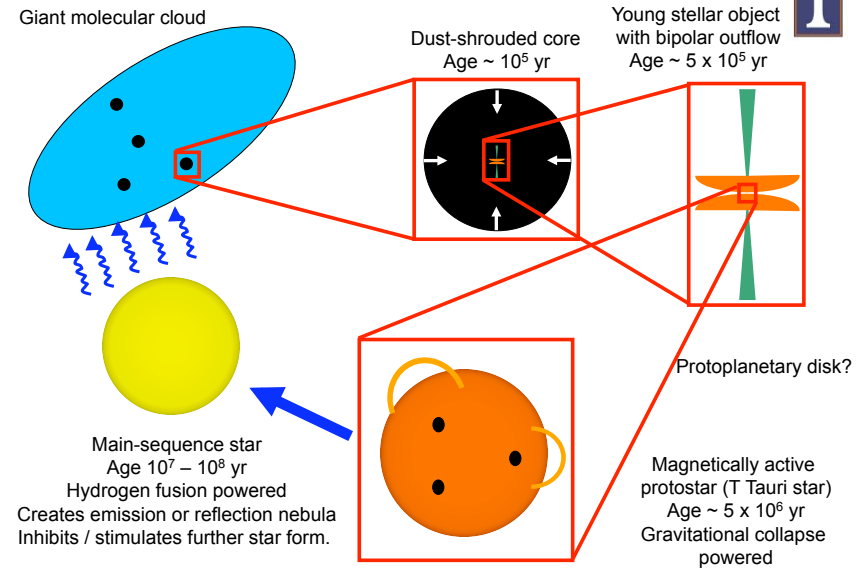 Giant molecular cloud
Dust-shrouded core
Age ~ 10⁵ yr
Young stellar object
with bipolar outflow
Age ~ 5 x 10⁵ yr
I
Protoplanetary disk?
Main-sequence star
Age 10⁷ – 10⁸ yr
Hydrogen fusion powered
Creates emission or reflection nebula
Inhibits / stimulates further star form.
Magnetically active
protostar (T Tauri star)
Age ~ 5 x 10⁶ yr
Gravitational collapse
powered